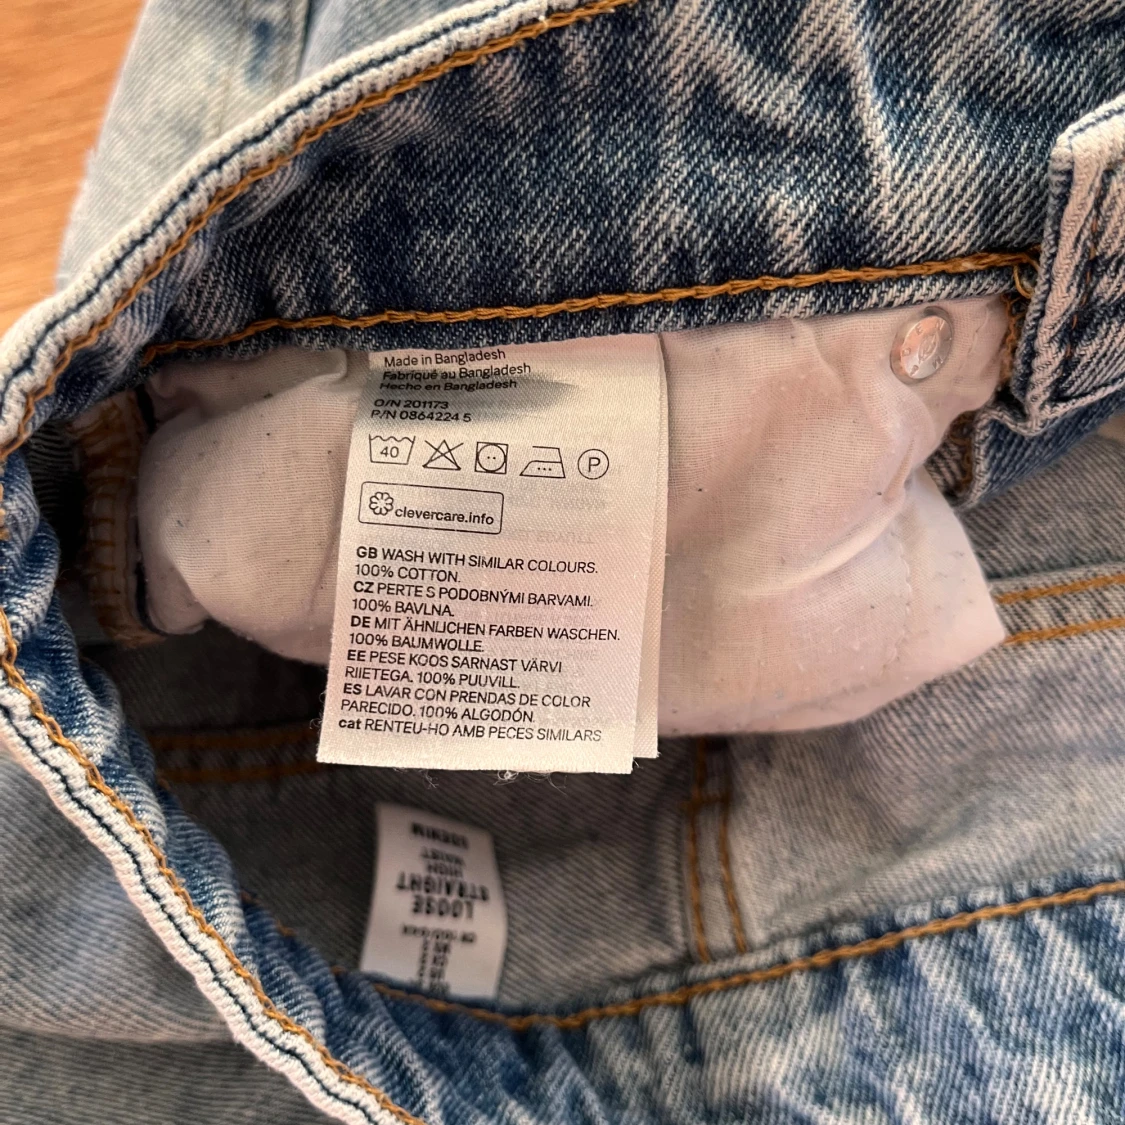 Made in Bangladesh
Fabriqué au Bangladesh
Hecho en Bangladesh
O/N 201173
P/N 0864224 5
40 P
clevercare.info
GB WASH WITH SIMILAR COLOURS.
100% COTTON.
CZ PERTE S PODOBNÝMI BARVAMI.
100% BAVLNA.
DE MIT ÄHNLICHEN FARBEN WASCHEN.
100% BAUMWOLLE.
EE PESE KOOS SARNAST VÄRVI
RIIETEGA. 100% PUUVILL.
ES LAVAR CON PRENDAS DE COLOR
PARECIDO. 100% ALGODÓN.
cat RENTEU-HO AMB PECES SIMILARS
LOOSE
STRAIGHT
HIGH
WAIST